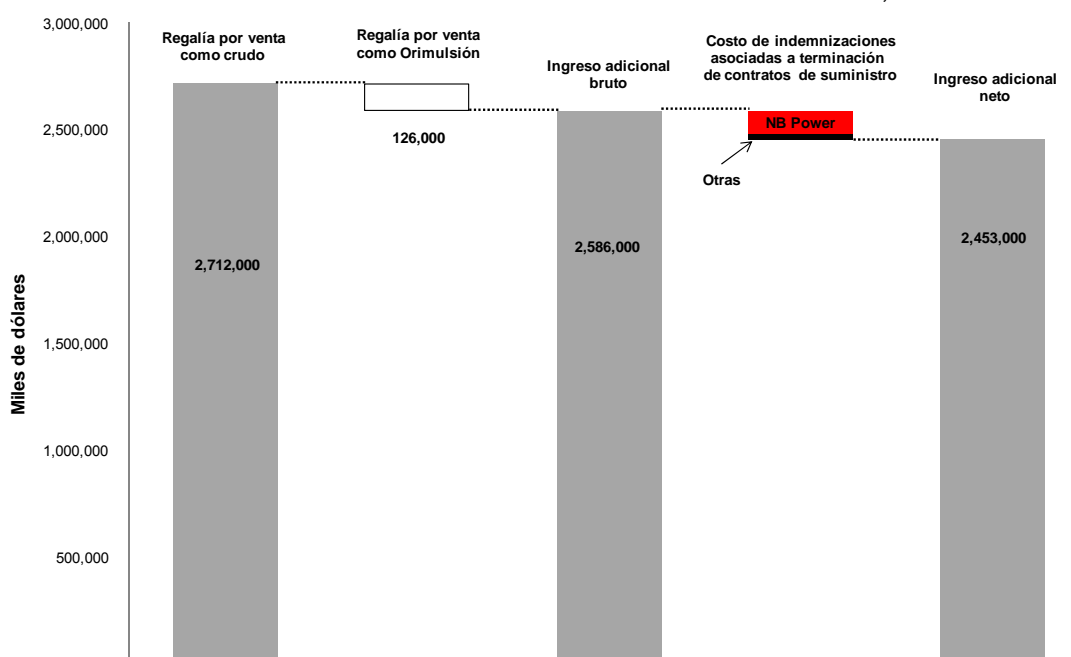 3,000,000
Regalía por venta
como crudo
Regalía por venta
como Orimulsión
Ingreso adicional
bruto
Costo de indemnizaciones
asociadas a terminación
de contratos de suministro
Ingreso adicional
neto
2,500,000
126,000
NB Power
Otras
2,000,000
2,712,000
2,586,000
2,453,000
Miles de dólares
1,500,000
1,000,000
500,000